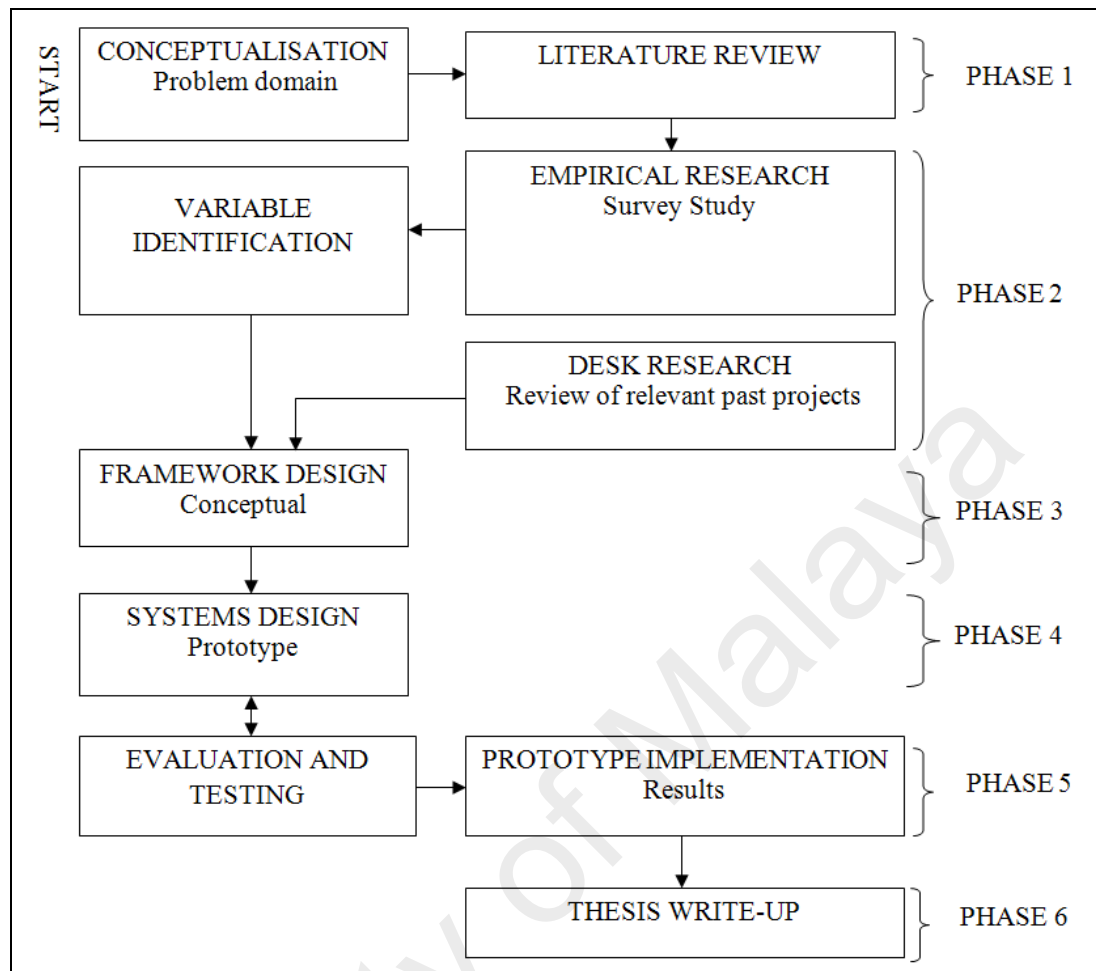 START
CONCEPTUALISATION
Problem domain
LITERATURE REVIEW
PHASE 1
EMPIRICAL RESEARCH
Survey Study
VARIABLE
IDENTIFICATION
PHASE 2
DESK RESEARCH
Review of relevant past projects
FRAMEWORK DESIGN
Conceptual
PHASE 3
SYSTEMS DESIGN
Prototype
PHASE 4
EVALUATION AND
TESTING
PROTOTYPE IMPLEMENTATION
Results
PHASE 5
THESIS WRITE-UP
PHASE 6
of Malaya